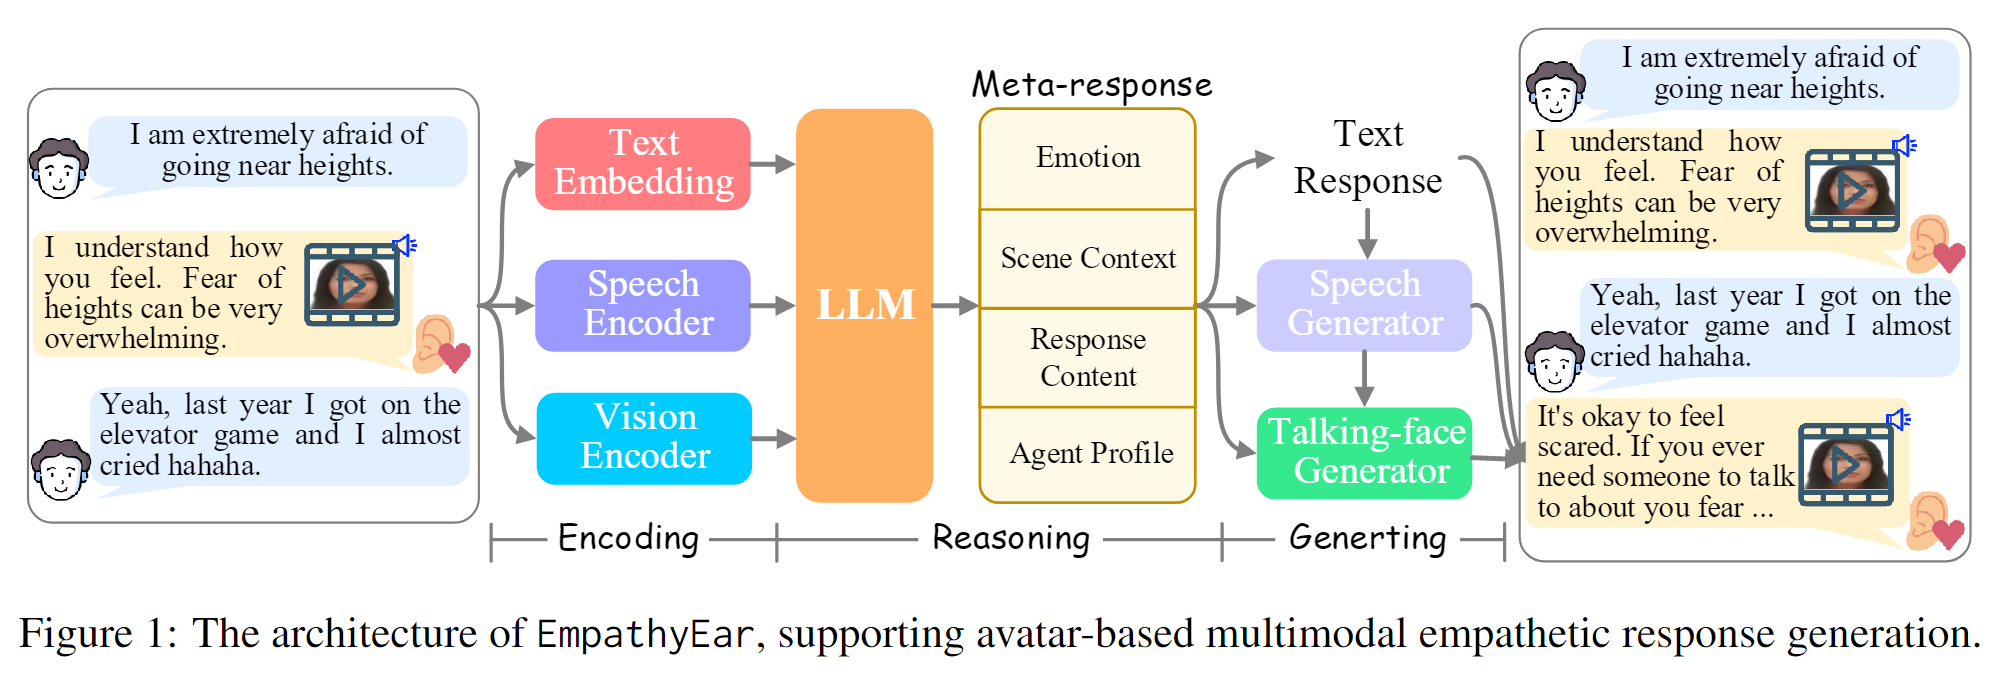 I am extremely afraid of
going near heights.
I understand how
you feel. Fear of
heights can be very
overwhelming.
Yeah, last year I got on the
elevator game and I almost
cried hahaha.
Text
Embedding
Speech
Encoder
Vision
Encoder
Encoding
LLM
Meta-response
Emotion
Scene Context
Response
Content
Agent Profile
Reasoning
Text
Response
Speech
Generator
Talking-face
Generator
Generting
I am extremely afraid of
going near heights.
I understand how
you feel. Fear of
heights can be very
overwhelming.
Yeah, last year I got on the
elevator game and I almost
cried hahaha.
It's okay to feel
scared. If you ever
need someone to talk
to about you fear ...
Figure 1: The architecture of EmpathyEar, supporting avatar-based multimodal empathetic response generation.